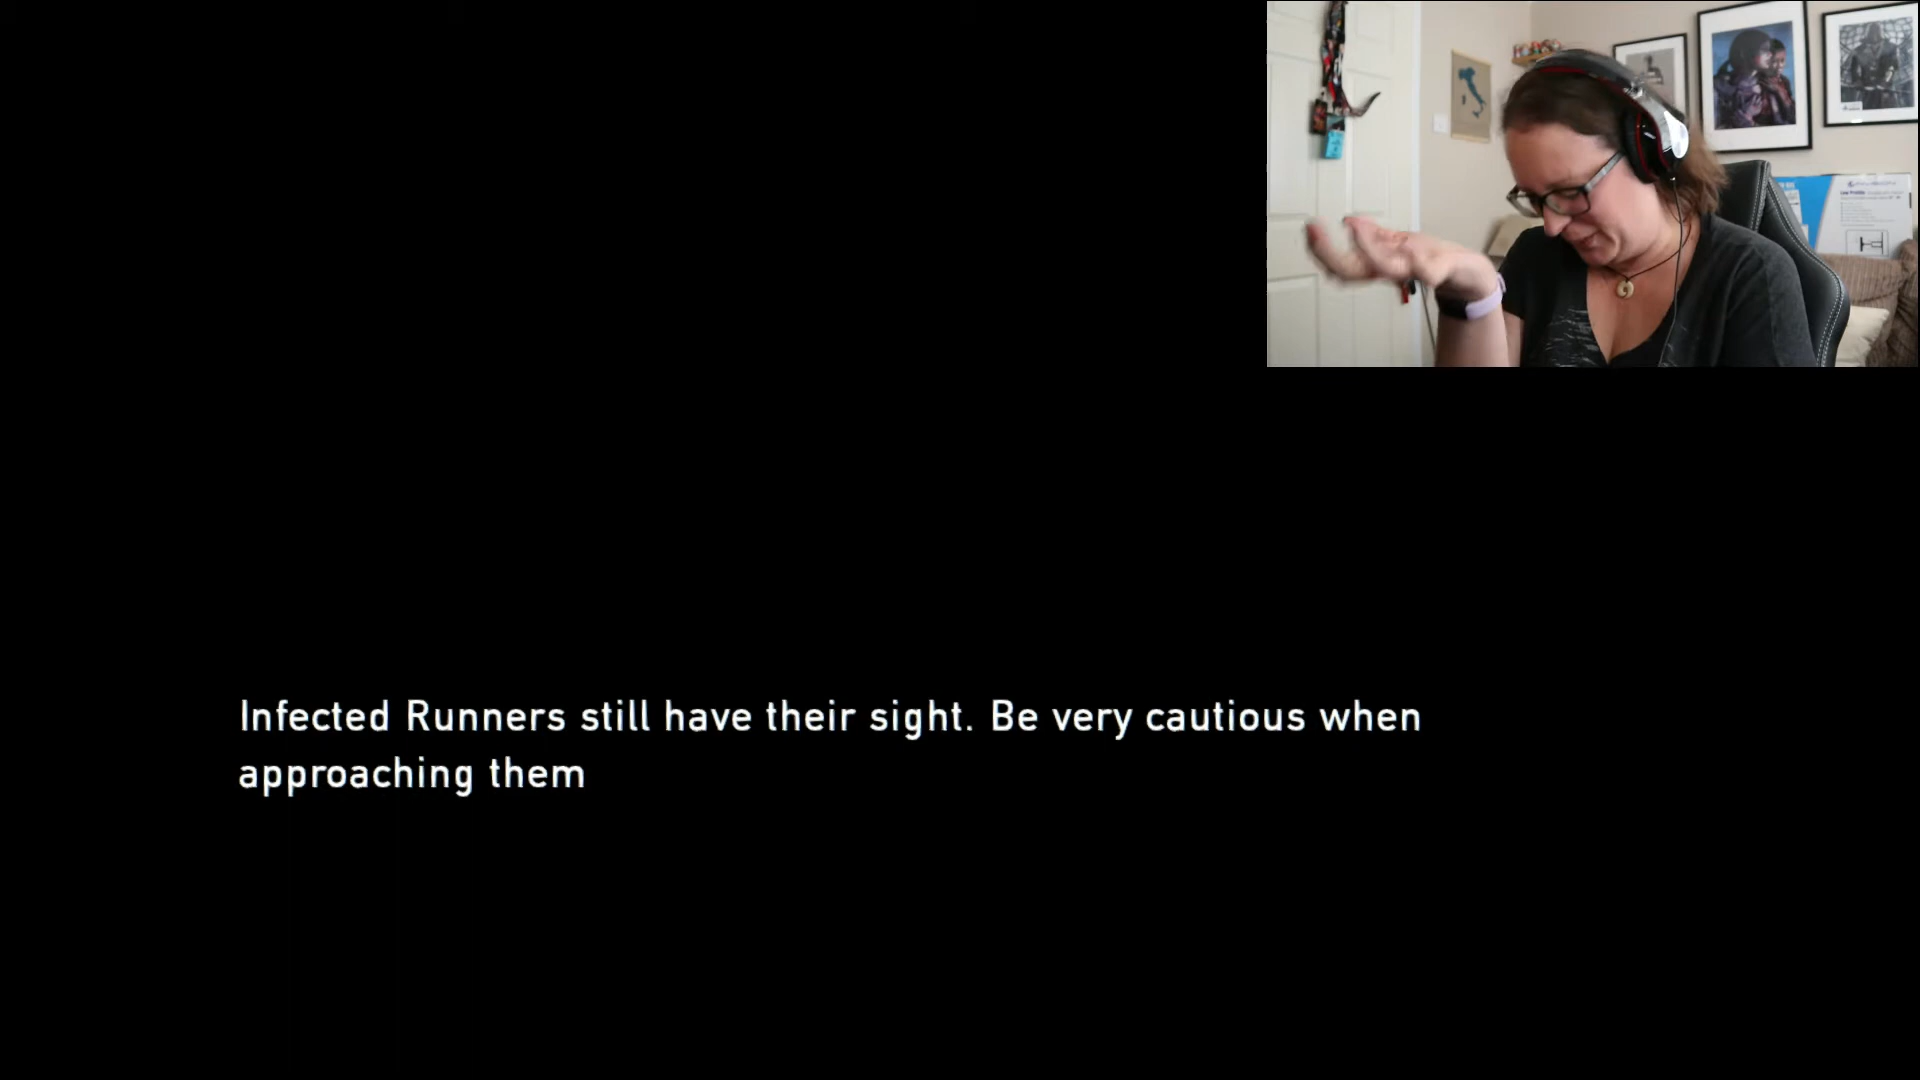 Infected Runners still have their sight. Be very cautious when
approaching them